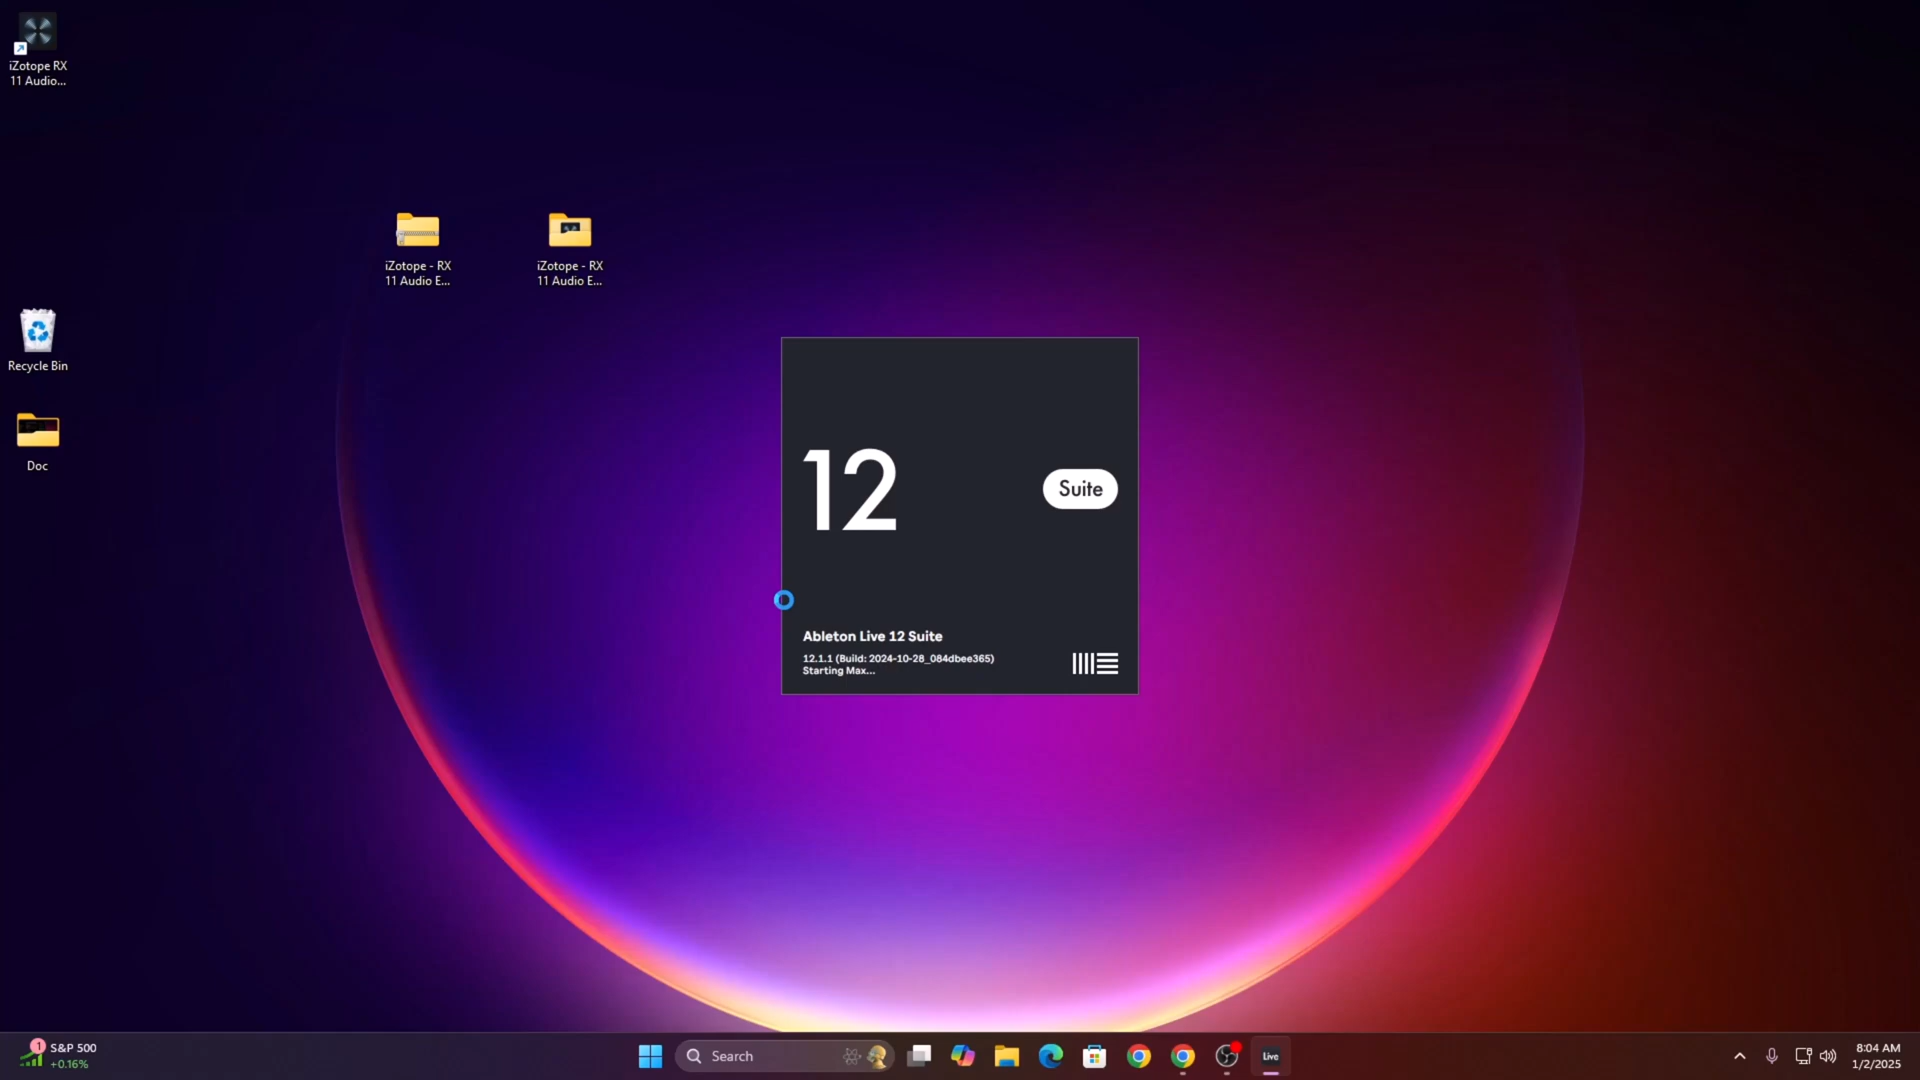 iZotope RX
11 Audio...
iZotope - RX
11 Audio E...
iZotope - RX
11 Audio E...
Recycle Bin
Doc
12
Suite
Ableton Live 12 Suite
12.1.1 (Build: 2024-10-28_084dbee365)
Starting Max...
1
S&P 500
+0.16%
Search
Live
8:04 AM
1/2/2025